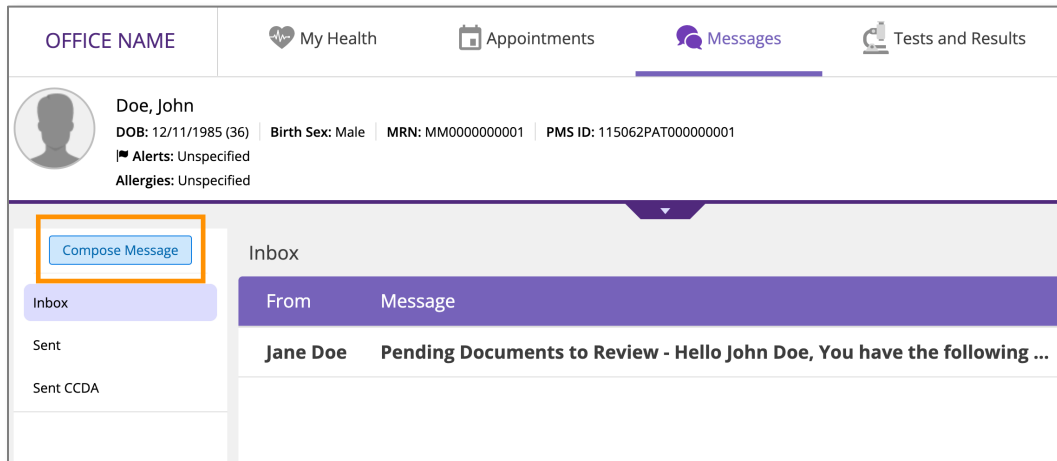 OFFICE NAME My Health Appointments Messages Tests and Results
Doe, John
DOB: 12/11/1985 (36) Birth Sex: Male MRN: MM0000000001 PMS ID: 115062PAT000000001
Alerts: Unspecified
Allergies: Unspecified
Compose Message
Inbox
Sent
Sent CCDA
Inbox
From Message
Jane Doe Pending Documents to Review - Hello John Doe, You have the following ...